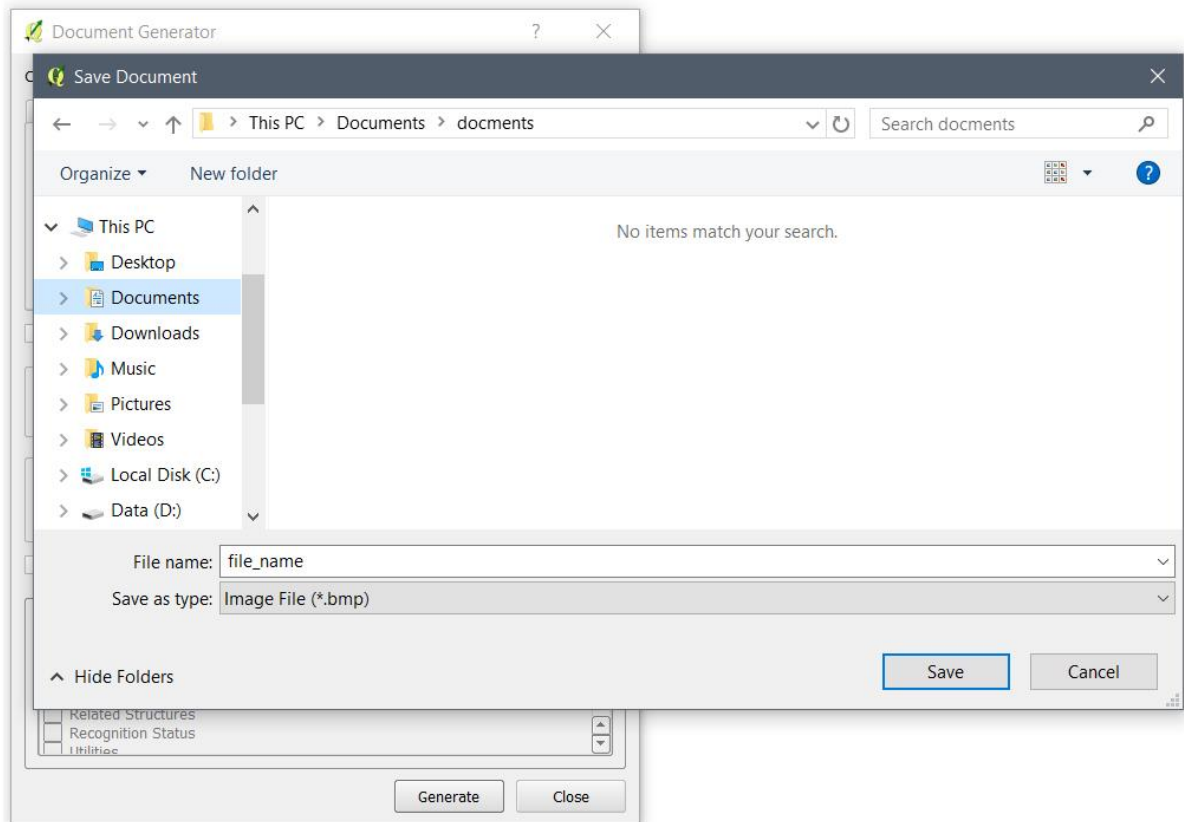 Document Generator
Save Document
This PC > Documents > docments
Search docments
Organize
New folder
This PC
No items match your search.
Desktop
Documents
Downloads
Music
Pictures
Videos
Local Disk (C:)
Data (D:)
File name: file_name
Save as type: Image File (*.bmp)
Hide Folders
Save
Cancel
Related Structures
Recognition Status
Utilities
Generate
Close